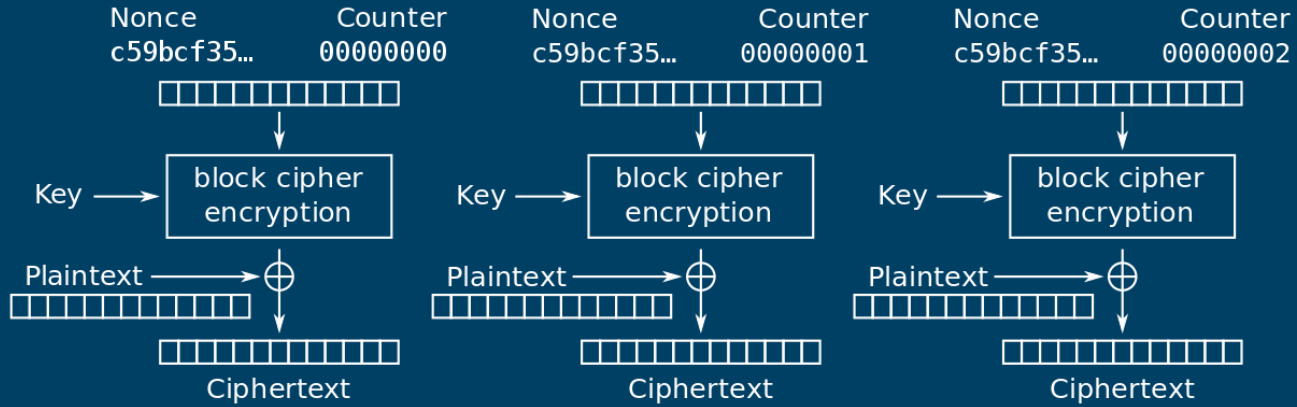 Nonce Counter Nonce Counter Nonce Counter
c59bcf35… 00000000 c59bcf35… 00000001 c59bcf35… 00000002
block cipher block cipher block cipher
Key encryption Key encryption Key encryption
Plaintext Plaintext Plaintext
Ciphertext Ciphertext Ciphertext